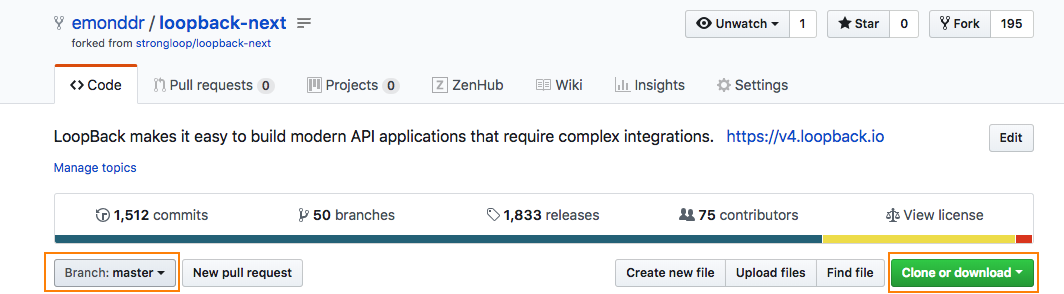 emonddr / loopback-next
Unwatch 1 Star 0 Fork 195
forked from strongloop/loopback-next
Code Pull requests 0 Projects 0 ZenHub Wiki Insights Settings
LoopBack makes it easy to build modern API applications that require complex integrations. https://v4.loopback.io Edit
Manage topics
1,512 commits 50 branches 1,833 releases 75 contributors View license
Branch: master New pull request Create new file Upload files Find file Clone or download